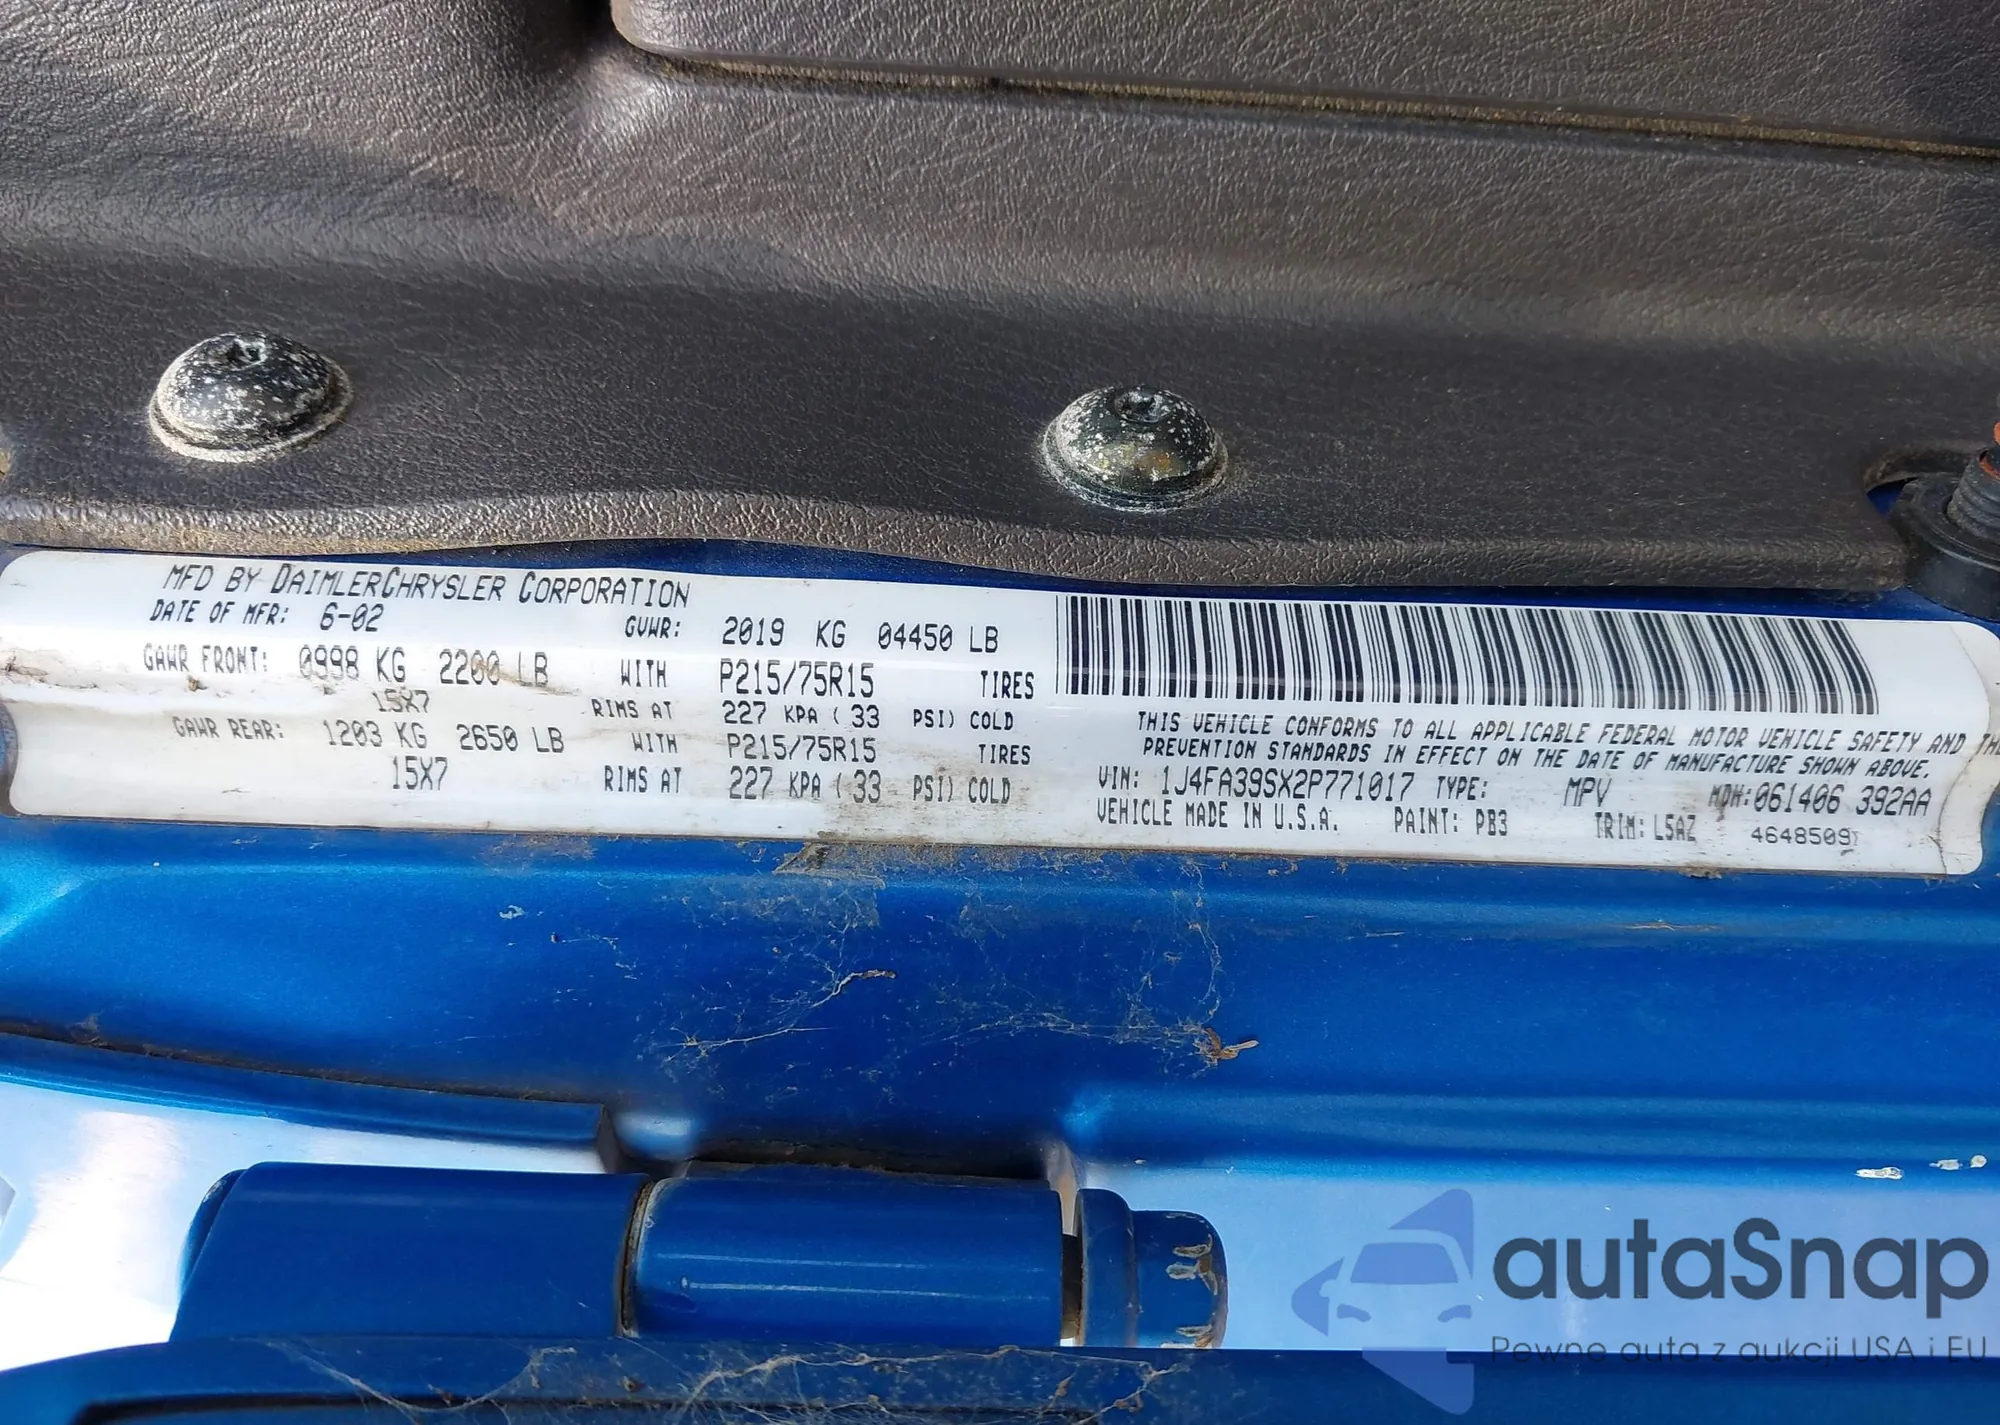 MFD BY DAIMLERCHRYSLER CORPORATION
DATE OF MFR: 6-02 GVWR: 2019 KG 04450 LB
GAWR FRONT: 0998 KG 2200 LB WITH P215/75R15 TIRES
15X7 RIMS AT 227 KPA ( 33 PSI) COLD
GAWR REAR: 1203 KG 2650 LB WITH P215/75R15 TIRES
15X7 RIMS AT 227 KPA ( 33 PSI) COLD
THIS VEHICLE CONFORMS TO ALL APPLICABLE FEDERAL MOTOR VEHICLE SAFETY AND
PREVENTION STANDARDS IN EFFECT ON THE DATE OF MANUFACTURE SHOWN ABOVE.
VIN: 1J4FA39SX2P771017 TYPE: MPV MDH:061406 392AA
VEHICLE MADE IN U.S.A. PAINT: PB3 TRIM: L5AZ 4648509
autaSnap
Pewne auta z aukcji USA i EU